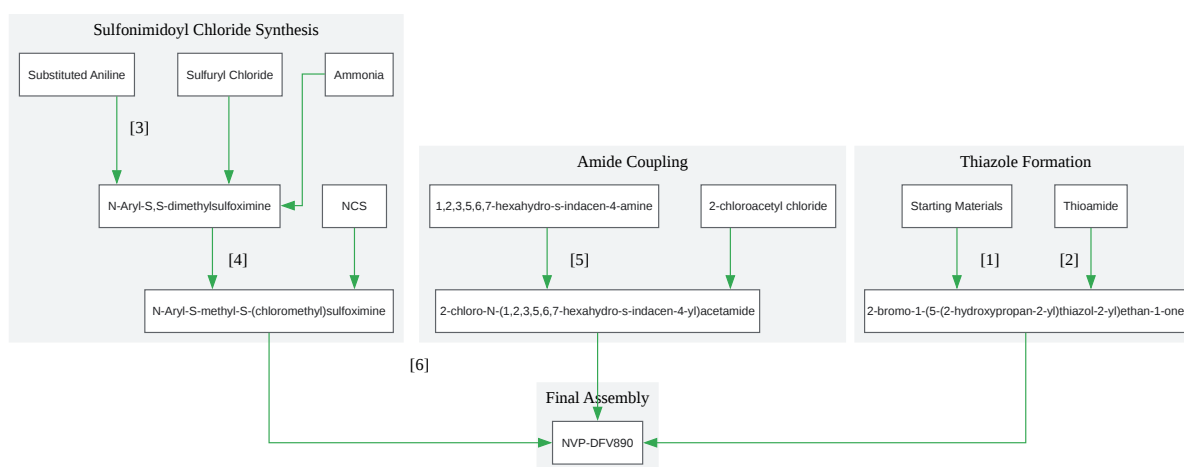 Sulfonimidoyl Chloride Synthesis
Substituted Aniline
Sulfuryl Chloride
Ammonia
[3]
N-Aryl-S,S-dimethylsulfoximine
NCS
[4]
N-Aryl-S-methyl-S-(chloromethyl)sulfoximine
Amide Coupling
1,2,3,5,6,7-hexahydro-s-indacen-4-amine
2-chloroacetyl chloride
[5]
2-chloro-N-(1,2,3,5,6,7-hexahydro-s-indacen-4-yl)acetamide
Thiazole Formation
Starting Materials
Thioamide
[1]
[2]
2-bromo-1-(5-(2-hydroxypropan-2-yl)thiazol-2-yl)ethan-1-one
[6]
Final Assembly
NVP-DFV890